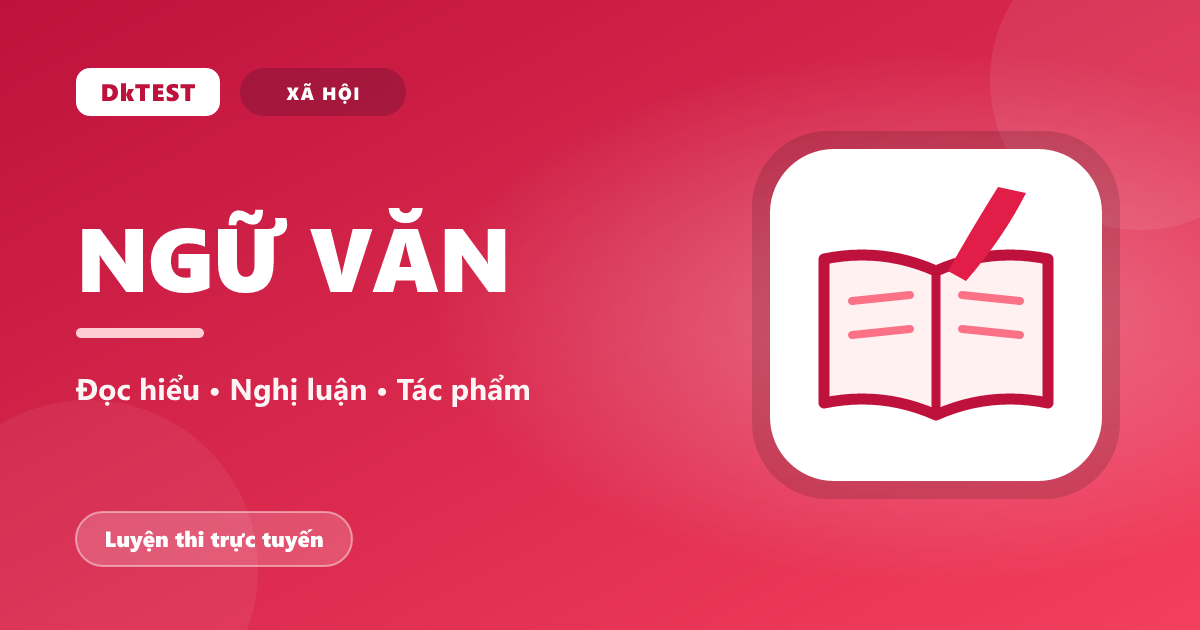 DkTEST
XÃ HỘI
NGỮ VĂN
Đọc hiểu • Nghị luận • Tác phẩm
Luyện thi trực tuyến